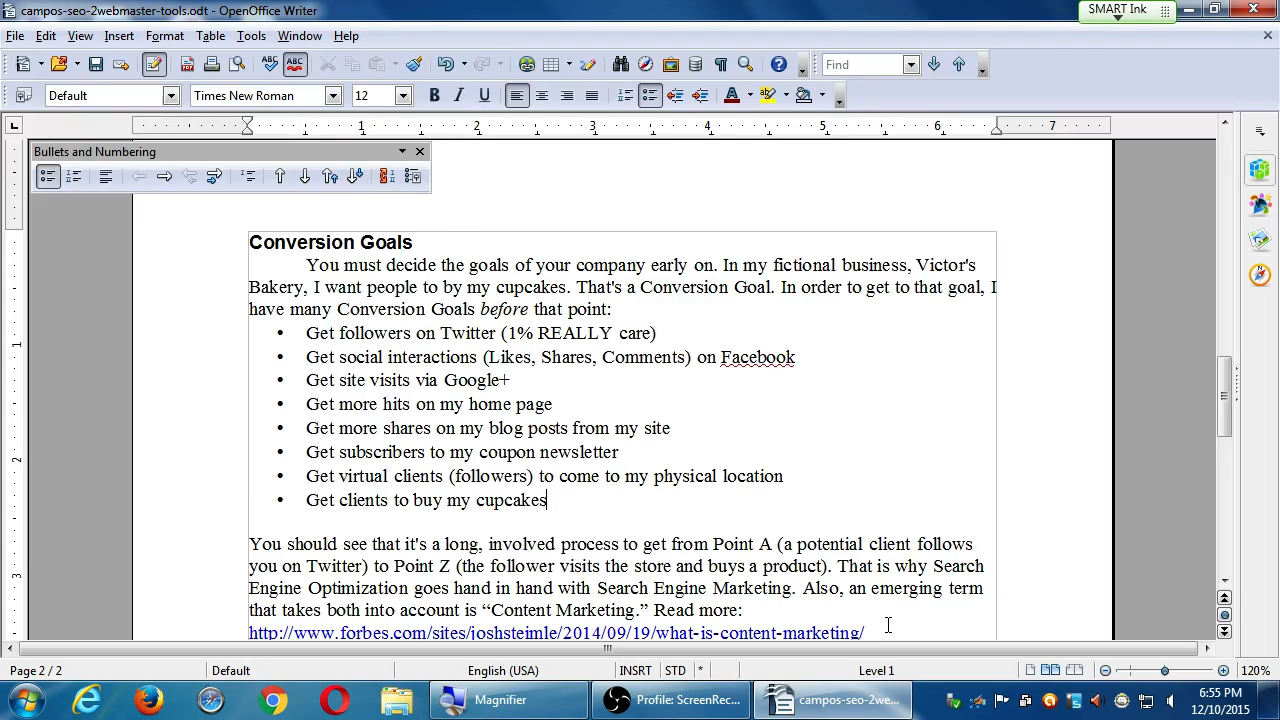 campos-seo-2webmaster-tools.odt - OpenOffice Writer
SMART Ink
File Edit View Insert Format Table Tools Window Help
Find
Default Times New Roman 12
1 2 3 4 5 6 7
Bullets and Numbering
Conversion Goals
You must decide the goals of your company early on. In my fictional business, Victor's
Bakery, I want people to by my cupcakes. That's a Conversion Goal. In order to get to that goal, I
have many Conversion Goals before that point:
• Get followers on Twitter (1% REALLY care)
• Get social interactions (Likes, Shares, Comments) on Facebook
• Get site visits via Google+
• Get more hits on my home page
• Get more shares on my blog posts from my site
• Get subscribers to my coupon newsletter
• Get virtual clients (followers) to come to my physical location
• Get clients to buy my cupcakes
You should see that it's a long, involved process to get from Point A (a potential client follows
you on Twitter) to Point Z (the follower visits the store and buys a product). That is why Search
Engine Optimization goes hand in hand with Search Engine Marketing. Also, an emerging term
that takes both into account is “Content Marketing.” Read more:
http://www.forbes.com/sites/joshsteimle/2014/09/19/what-is-content-marketing/
1
2
3
Page 2 / 2 Default English (USA) INSRT STD * Level 1 120%
Magnifier Profile: ScreenRec... campos-seo-2we... 6:55 PM
12/10/2015